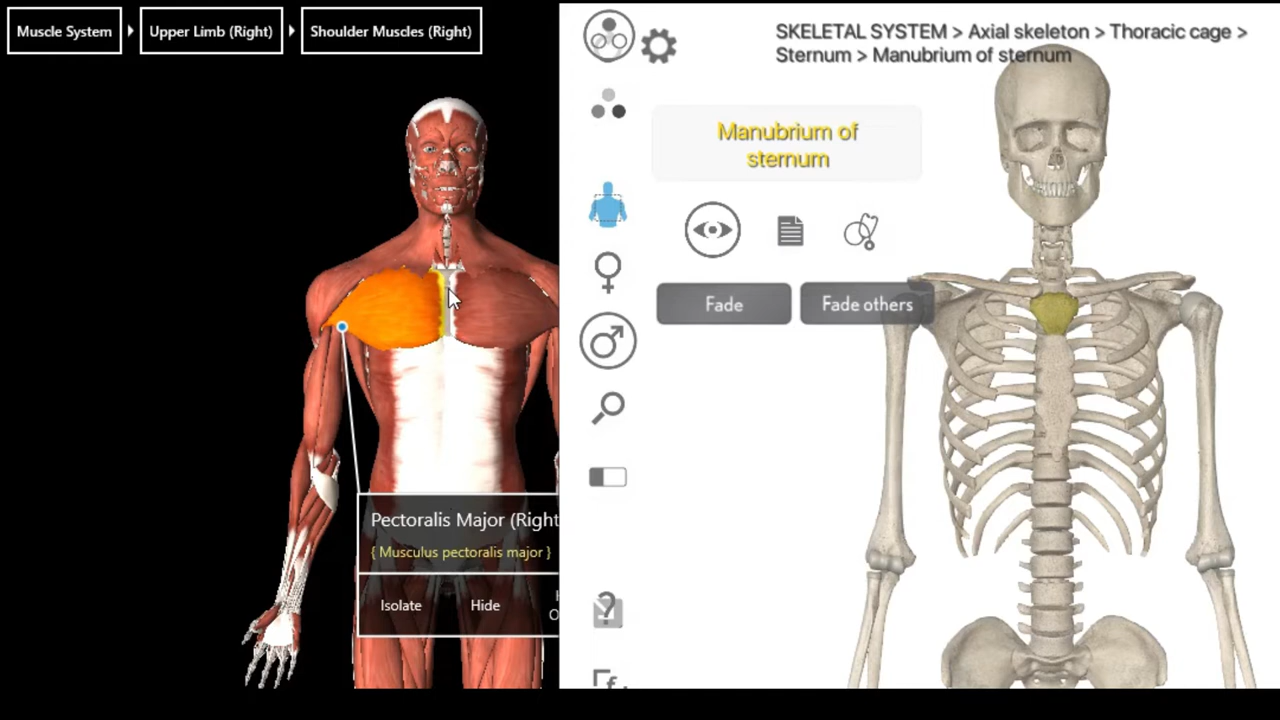 Muscle System
Upper Limb (Right)
Shoulder Muscles (Right)
Pectoralis Major (Right
{ Musculus pectoralis major }
Isolate
Hide
SKELETAL SYSTEM > Axial skeleton > Thoracic cage >
Sternum > Manubrium of sternum
Manubrium of
sternum
Fade
Fade others